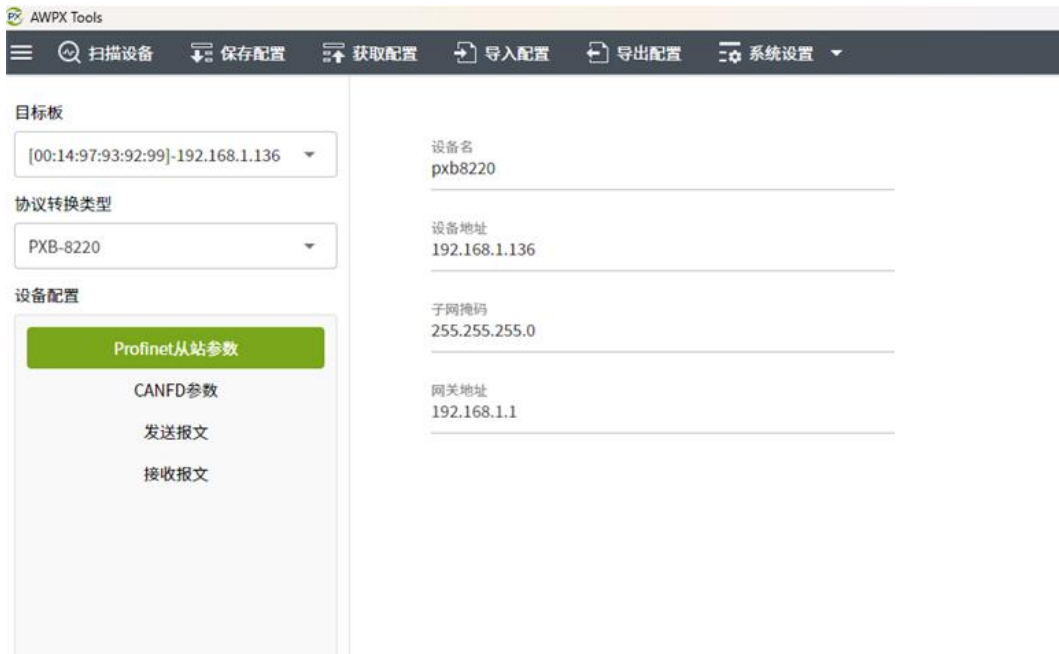 PX AWPX Tools
扫描设备 保存配置 获取配置 导入配置 导出配置 系统设置
目标板
[00:14:97:93:92:99]-192.168.1.136
协议转换类型
PXB-8220
设备配置
Profinet从站参数
CANFD参数
发送报文
接收报文
设备名
pxb8220
设备地址
192.168.1.136
子网掩码
255.255.255.0
网关地址
192.168.1.1